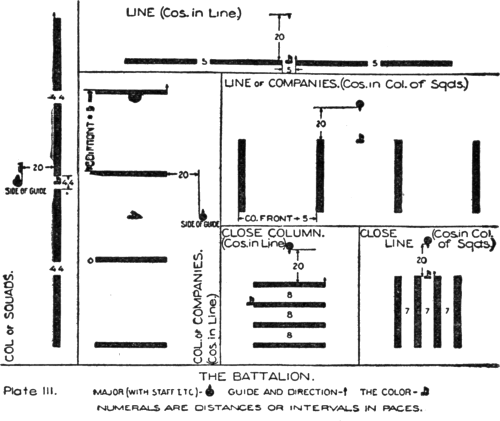 LINE (Cos. in Line)
20
5 5
5
44
20
SIDE OF GUIDE
44
44
COL. OF SQUADS.
20
SIDE OF GUIDE
COL. OF COMPANIES.
(Cos. in Line.)
LINE OF COMPANIES. (Cos. in Col. of Sqds.)
20
CO. FRONT + 5
CLOSE COLUMN.
(Cos. in Line)
20
8
8
8
CLOSE LINE (Cos. in Col. of Sqds.)
20
7 7 7
THE BATTALION.
Plate III. MAJOR (WITH STAFF ETC)- GUIDE AND DIRECTION- THE COLOR-
NUMERALS ARE DISTANCES OR INTERVALS IN PACES.